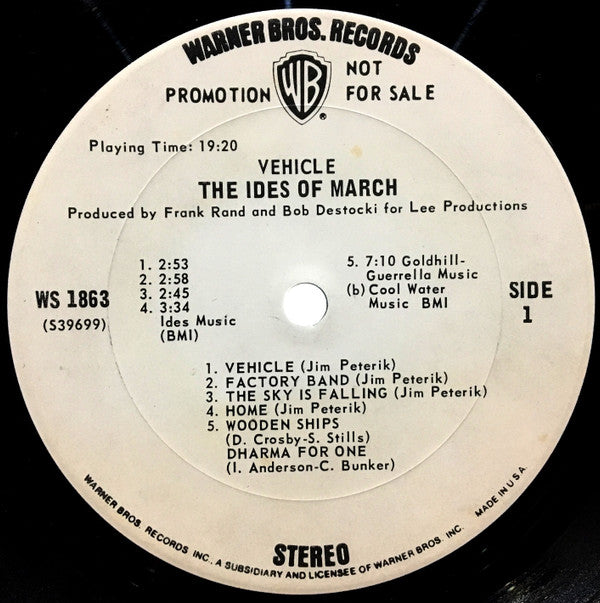 WARNER BROS. RECORDS
PROMOTION WB NOT FOR SALE
®
Playing Time: 19:20
VEHICLE
THE IDES OF MARCH
Produced by Frank Rand and Bob Destocki for Lee Productions
WS 1863
(S39699)
1. 2:53
2. 2:58
3. 2:45
4. 3:34
Ides Music
(BMI)
5. 7:10 Goldhill-
Guerrella Music
(b) Cool Water
Music BMI
SIDE
1
1. VEHICLE (Jim Peterik)
2. FACTORY BAND (Jim Peterik)
3. THE SKY IS FALLING (Jim Peterik)
4. HOME (Jim Peterik)
5. WOODEN SHIPS
(D. Crosby-S. Stills)
DHARMA FOR ONE
(I. Anderson-C. Bunker)
STEREO
WARNER BROS. RECORDS INC., A SUBSIDIARY AND LICENSEE OF WARNER BROS. INC.
MADE IN U.S.A.